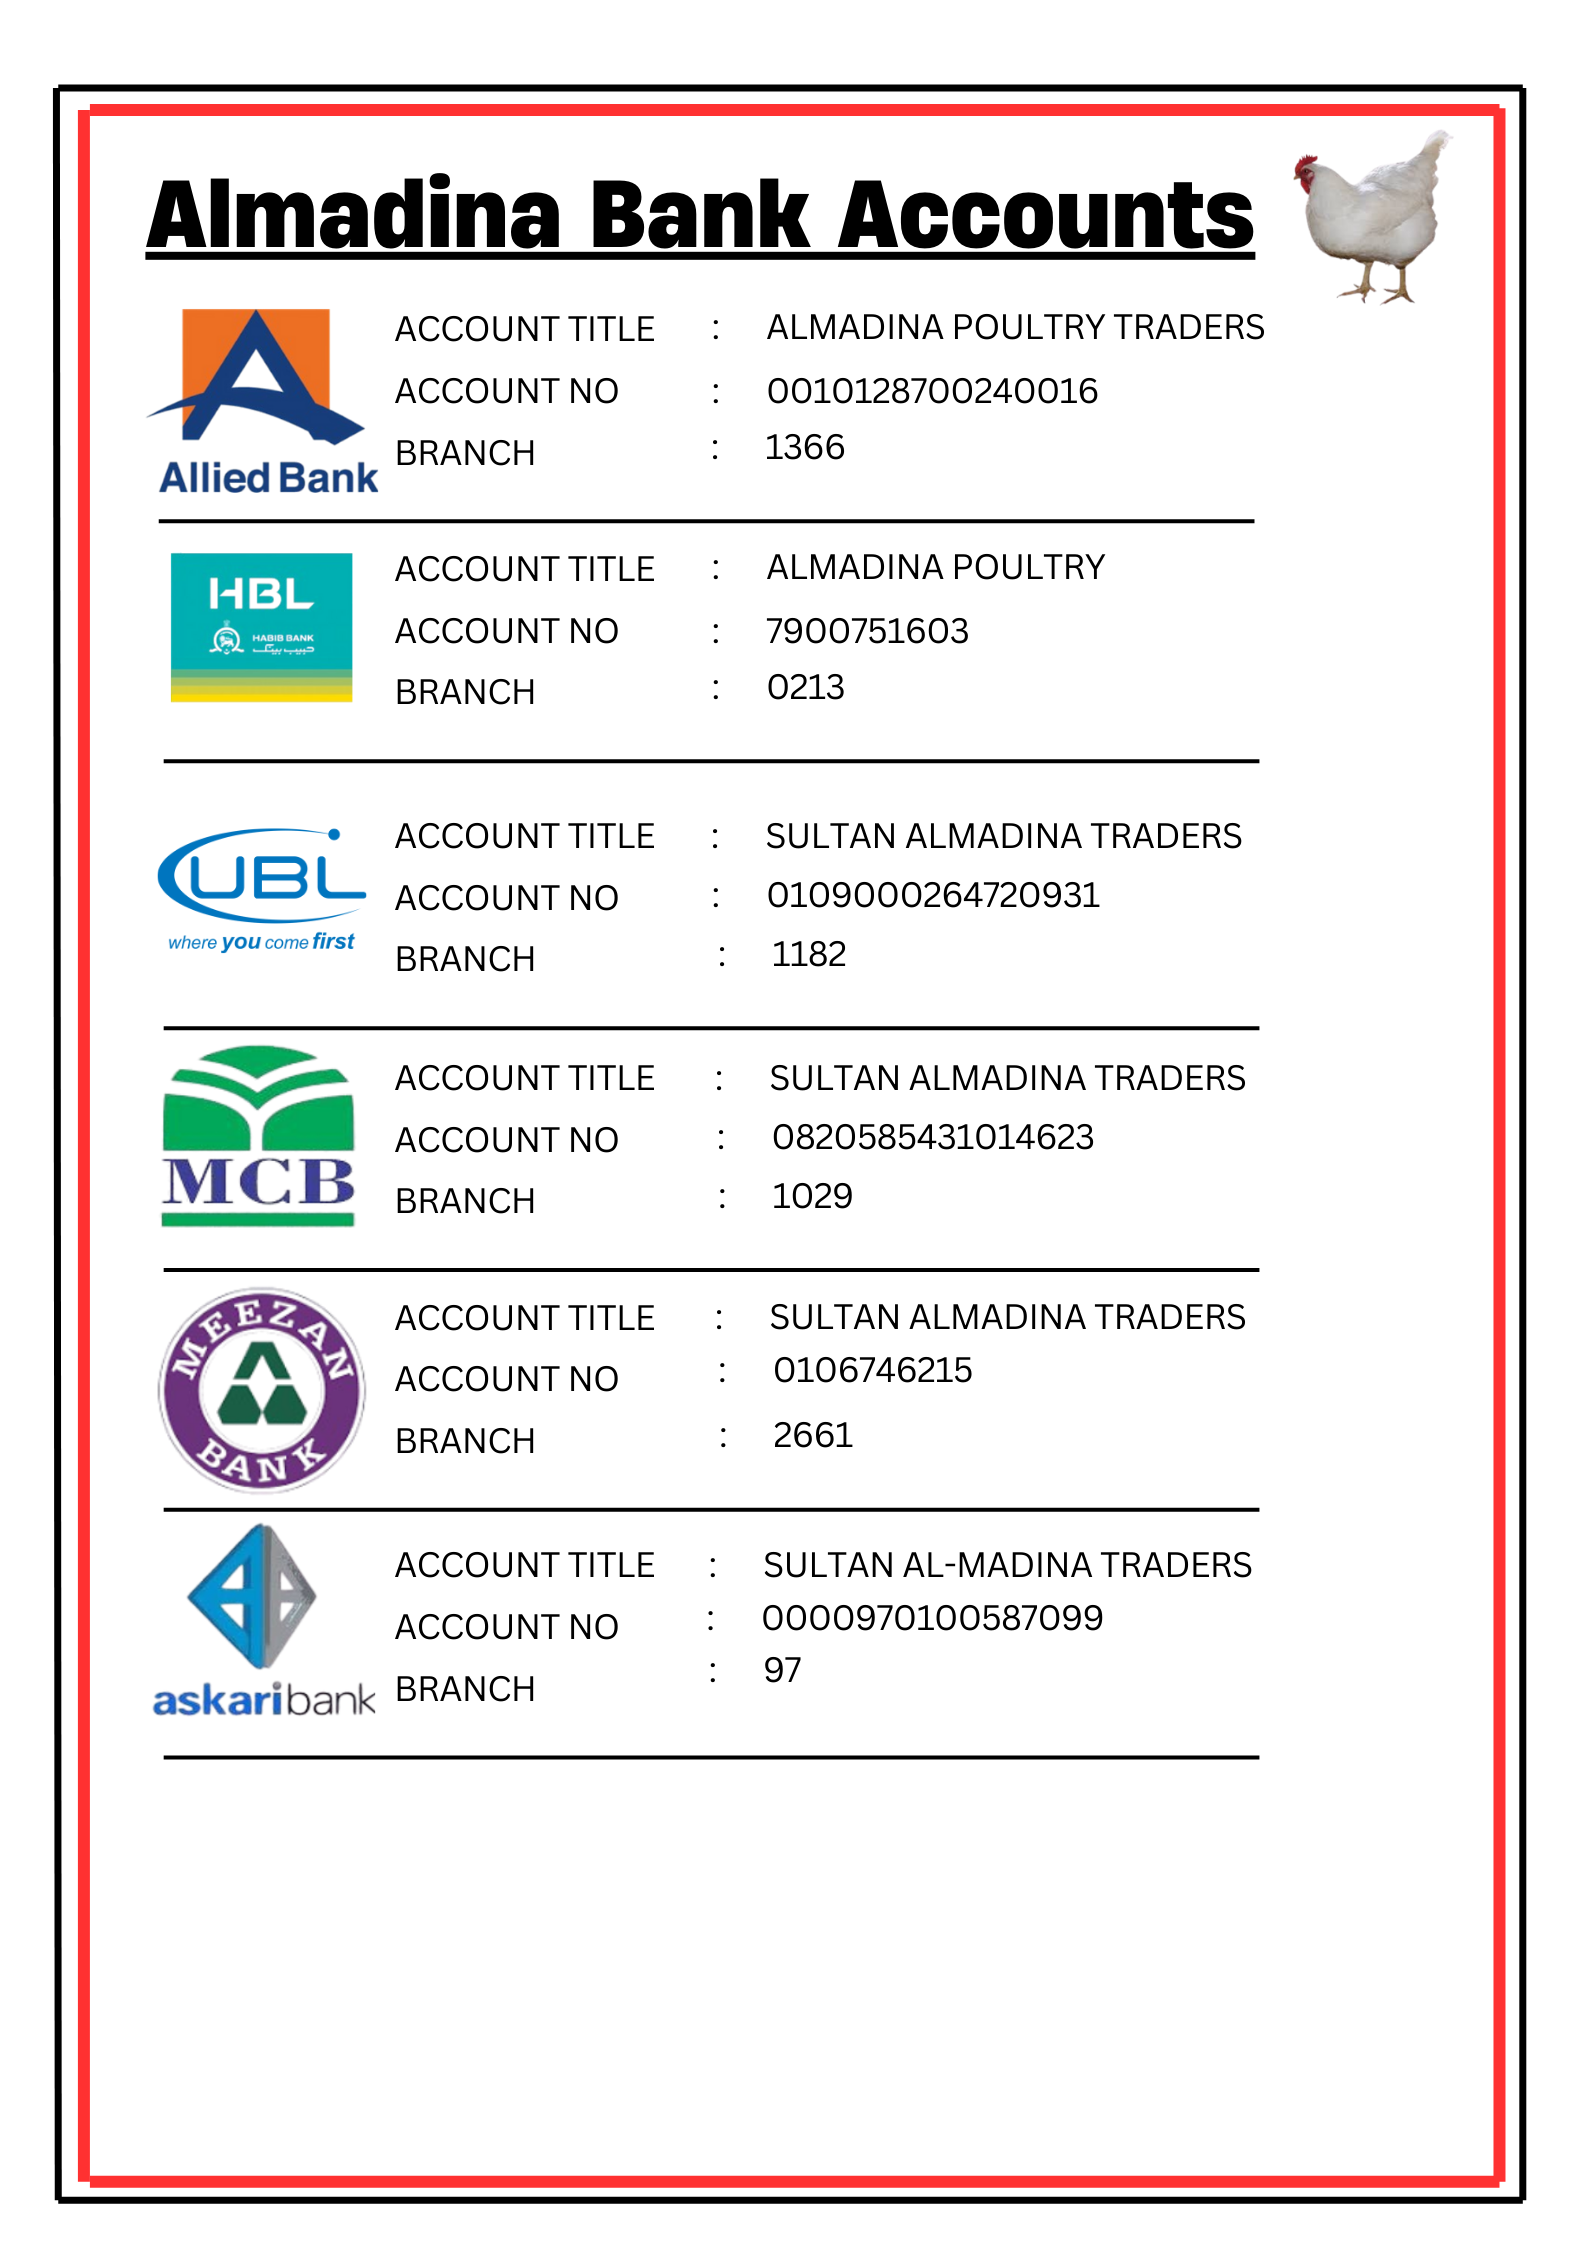 Almadina Bank Accounts
Allied Bank
ACCOUNT TITLE : ALMADINA POULTRY TRADERS
ACCOUNT NO : 0010128700240016
BRANCH : 1366
HBL
HABIB BANK
حبیب بینک
ACCOUNT TITLE : ALMADINA POULTRY
ACCOUNT NO : 7900751603
BRANCH : 0213
UBL
where you come first
ACCOUNT TITLE : SULTAN ALMADINA TRADERS
ACCOUNT NO : 0109000264720931
BRANCH : 1182
MCB
ACCOUNT TITLE : SULTAN ALMADINA TRADERS
ACCOUNT NO : 0820585431014623
BRANCH : 1029
MEEZAN
BANK
ACCOUNT TITLE : SULTAN ALMADINA TRADERS
ACCOUNT NO : 0106746215
BRANCH : 2661
askaribank
ACCOUNT TITLE : SULTAN AL-MADINA TRADERS
ACCOUNT NO : 0000970100587099
BRANCH : 97